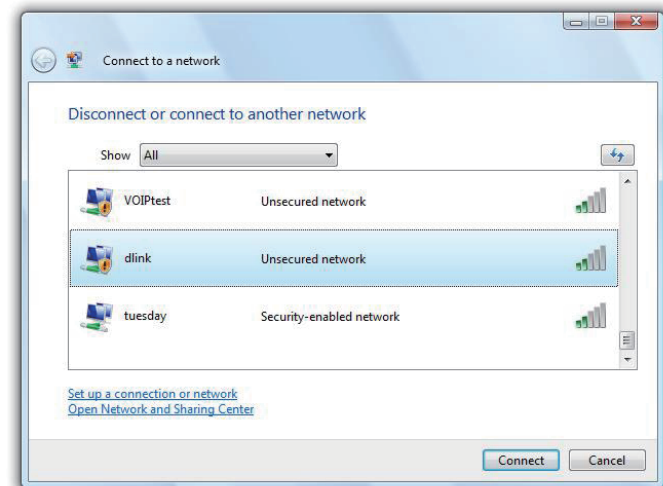 Connect to a network
Disconnect or connect to another network
Show All
VOIPtest Unsecured network
dlink Unsecured network
tuesday Security-enabled network
Set up a connection or network
Open Network and Sharing Center
Connect Cancel